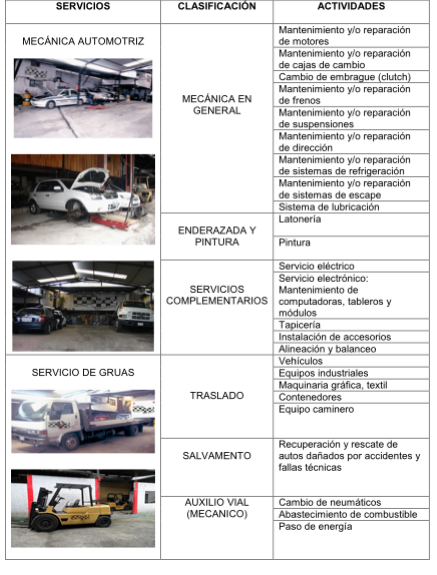 SERVICIOS
CLASIFICACIÓN
ACTIVIDADES
MECÁNICA AUTOMOTRIZ
MECÁNICA EN
GENERAL
Mantenimiento y/o reparación
de motores
Mantenimiento y/o reparación
de cajas de cambio
Cambio de embrague (clutch)
Mantenimiento y/o reparación
de frenos
Mantenimiento y/o reparación
de suspensiones
Mantenimiento y/o reparación
de dirección
Mantenimiento y/o reparación
de sistemas de refrigeración
Mantenimiento y/o reparación
de sistemas de escape
Sistema de lubricación
ENDERAZADA Y
PINTURA
Latonería
Pintura
SERVICIOS
COMPLEMENTARIOS
Servicio eléctrico
Servicio electrónico:
Mantenimiento de
computadoras, tableros y
módulos
Tapicería
Instalación de accesorios
Alineación y balanceo
SERVICIO DE GRUAS
TRASLADO
Vehículos
Equipos industriales
Maquinaria gráfica, textil
Contenedores
Equipo caminero
SALVAMENTO
Recuperación y rescate de
autos dañados por accidentes y
fallas técnicas
AUXILIO VIAL
(MECANICO)
Cambio de neumáticos
Abastecimiento de combustible
Paso de energía